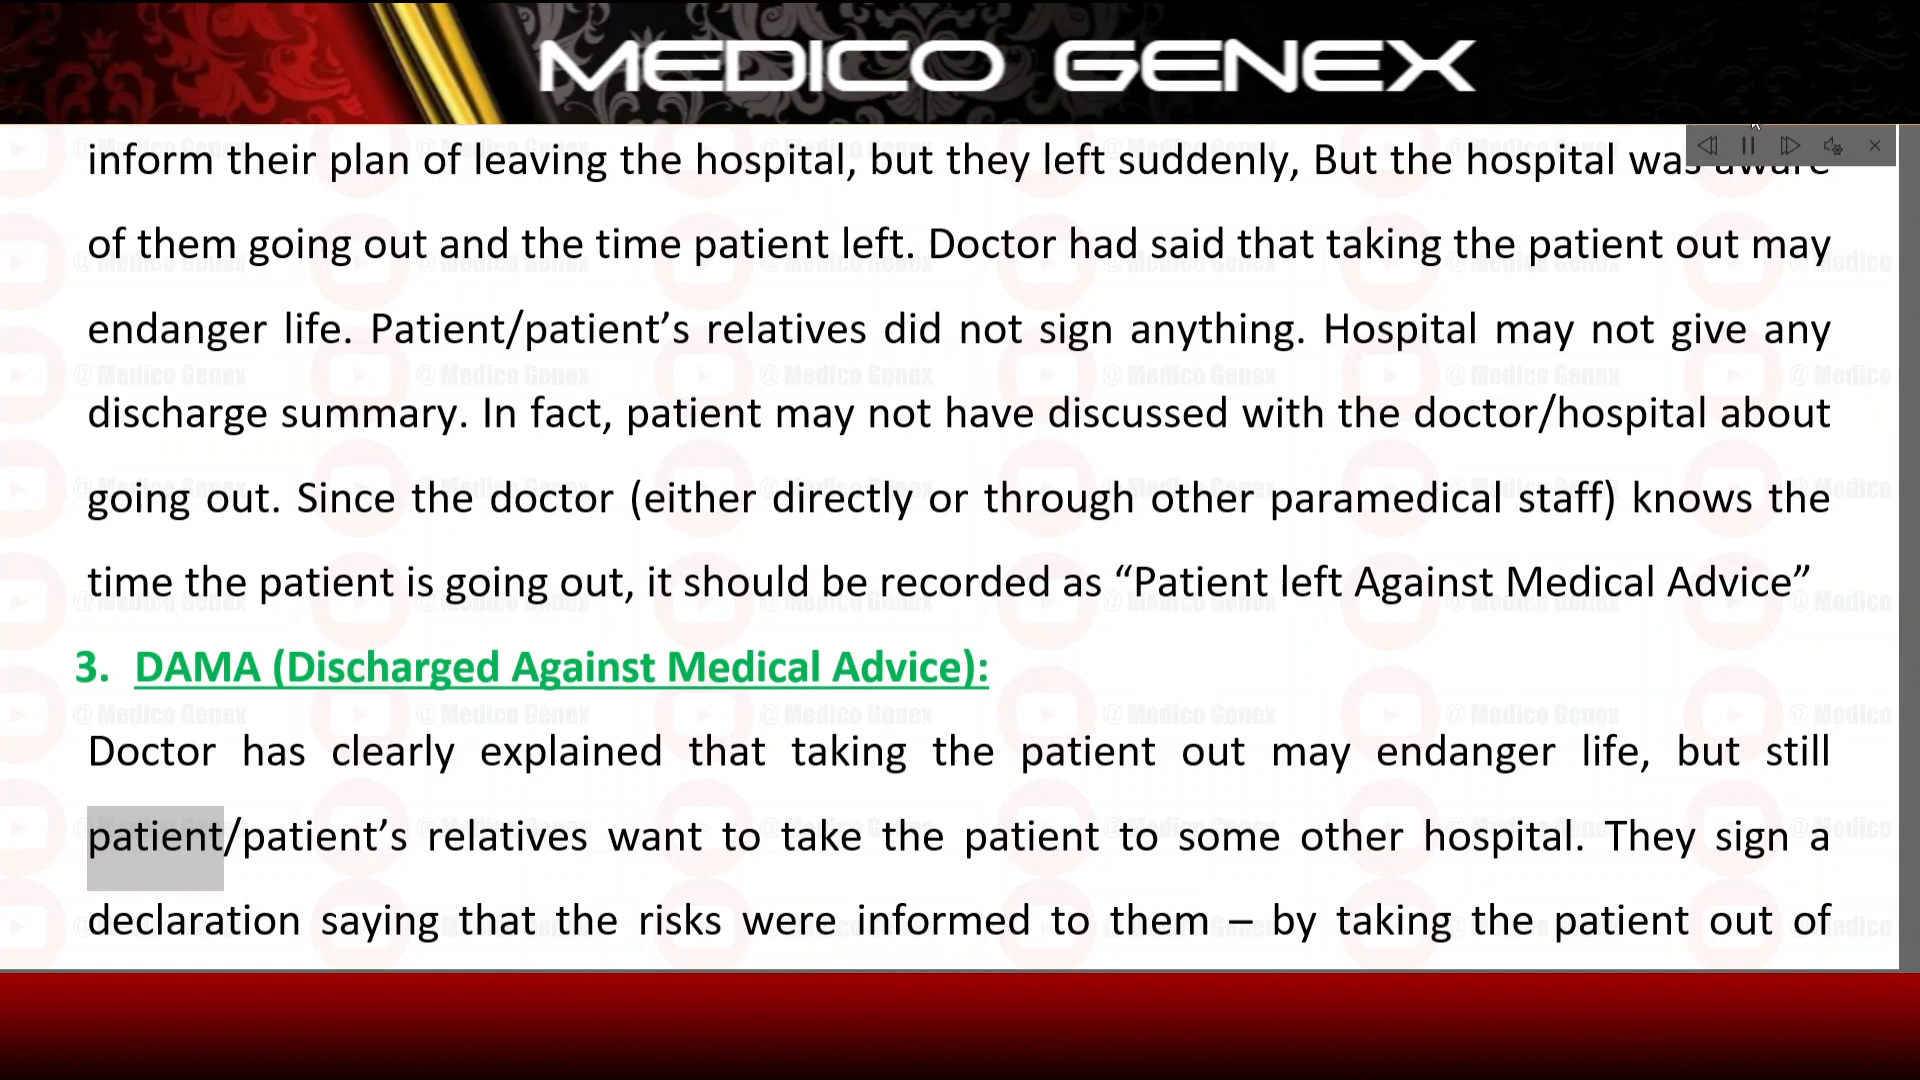 MEDICO GENEX
inform their plan of leaving the hospital, but they left suddenly, But the hospital was aware
of them going out and the time patient left. Doctor had said that taking the patient out may
endanger life. Patient/patient’s relatives did not sign anything. Hospital may not give any
discharge summary. In fact, patient may not have discussed with the doctor/hospital about
going out. Since the doctor (either directly or through other paramedical staff) knows the
time the patient is going out, it should be recorded as “Patient left Against Medical Advice”
3. DAMA (Discharged Against Medical Advice):
Doctor has clearly explained that taking the patient out may endanger life, but still
patient/patient’s relatives want to take the patient to some other hospital. They sign a
declaration saying that the risks were informed to them – by taking the patient out of
@ Medico Genex